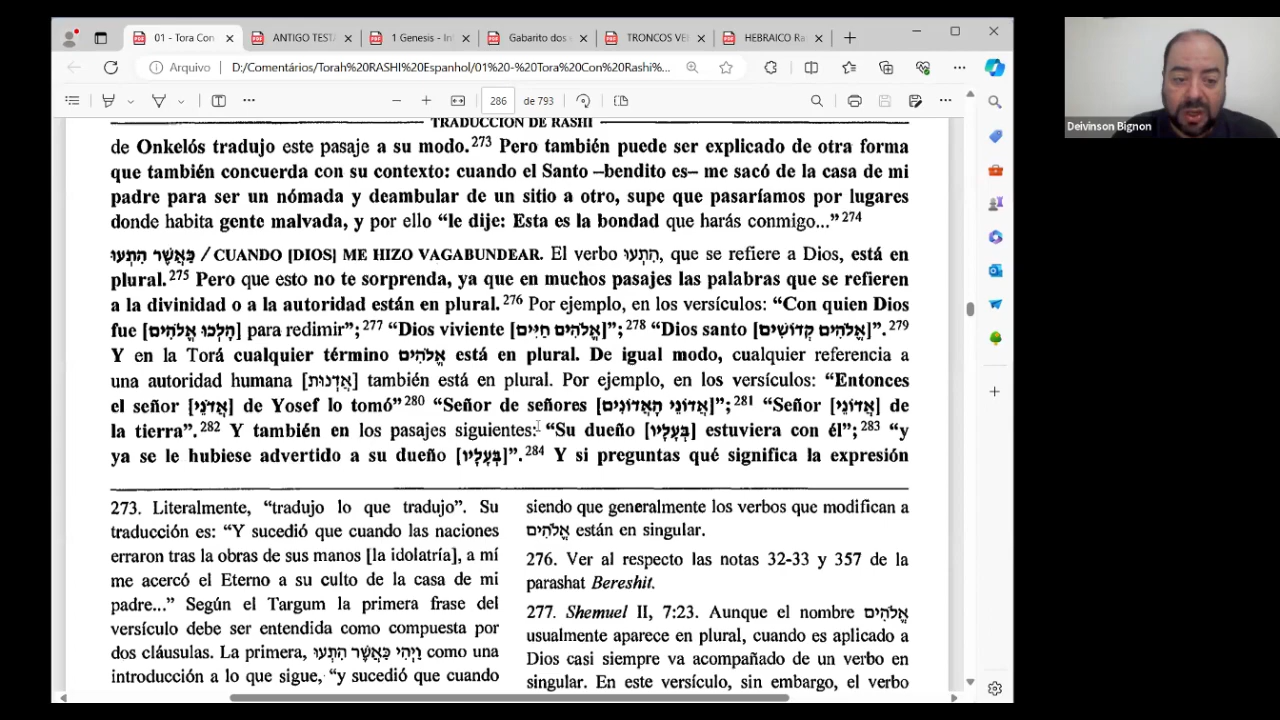 01 - Tora Con
ANTIGO TEST
1 Genesis - In
Gabarito dos
TRONCOS VE
HEBRAICO Ra
Arquivo D:/Comentários/Torah%20RASHI%20Espanhol/01%20-%20Tora%20Con%20Rashi%...
286 de 793
Deivinson Bignon
TRADUCCIÓN DE RASHI
de Onkelós tradujo este pasaje a su modo.273 Pero también puede ser explicado de otra forma
que también concuerda con su contexto: cuando el Santo –bendito es– me sacó de la casa de mi
padre para ser un nómada y deambular de un sitio a otro, supe que pasaríamos por lugares
donde habita gente malvada, y por ello “le dije: Esta es la bondad que harás conmigo...”274
כַּאֲשֶׁר הִתְעוּ / CUANDO [DIOS] ME HIZO VAGABUNDEAR. El verbo הִתְעוּ, que se refiere a Dios, está en
plural.275 Pero que esto no te sorprenda, ya que en muchos pasajes las palabras que se refieren
a la divinidad o a la autoridad están en plural.276 Por ejemplo, en los versículos: “Con quien Dios
fue [הָלְכוּ אֱלֹהִים] para redimir”;277 “Dios viviente [אֱלֹהִים חַיִּים]”;278 “Dios santo [אֱלֹהִים קְדוֹשִׁים]”.279
Y en la Torá cualquier término אֱלֹהִים está en plural. De igual modo, cualquier referencia a
una autoridad humana [אֲדְנוּת] también está en plural. Por ejemplo, en los versículos: “Entonces
el señor [אֲדֹנֵי] de Yosef lo tomó”280 “Señor de señores [אֲדוֹנֵי הָאֲדוֹנִים]”;281 “Señor [אֲדוֹנֵי] de
la tierra”.282 Y también en los pasajes siguientes: “Su dueño [בְּעָלָיו] estuviera con él”;283 “y
ya se le hubiese advertido a su dueño [בְּעָלָיו]”.284 Y si preguntas qué significa la expresión
273. Literalmente, “tradujo lo que tradujo”. Su
traducción es: “Y sucedió que cuando las naciones
erraron tras la obras de sus manos [la idolatría], a mí
me acercó el Eterno a su culto de la casa de mi
padre...” Según el Targum la primera frase del
versículo debe ser entendida como compuesta por
dos cláusulas. La primera, וַיְהִי כַּאֲשֶׁר הִתְעוּ como una
introducción a lo que sigue, “y sucedió que cuando
siendo que generalmente los verbos que modifican a
אֱלֹהִים están en singular.
276. Ver al respecto las notas 32-33 y 357 de la
parashat Bereshit.
277. Shemuel II, 7:23. Aunque el nombre אֱלֹהִים
usualmente aparece en plural, cuando es aplicado a
Dios casi siempre va acompañado de un verbo en
singular. En este versículo, sin embargo, el verbo